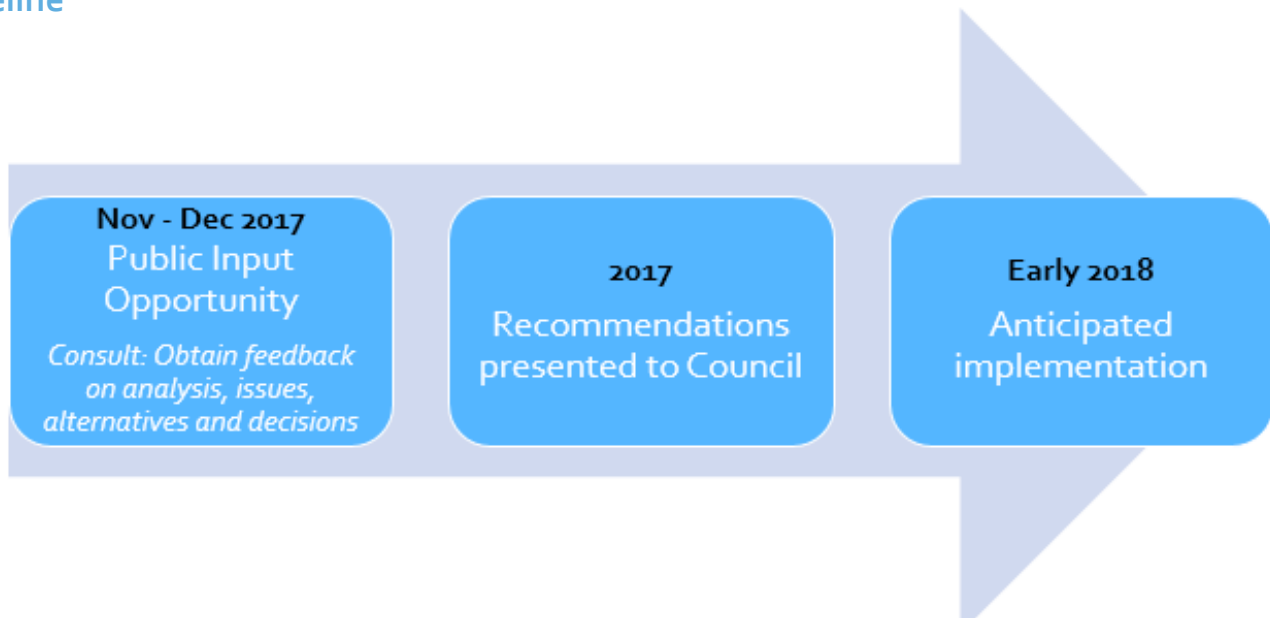 eline
Nov - Dec 2017
Public Input
Opportunity
Consult: Obtain feedback
on analysis, issues,
alternatives and decisions
2017
Recommendations
presented to Council
Early 2018
Anticipated
implementation